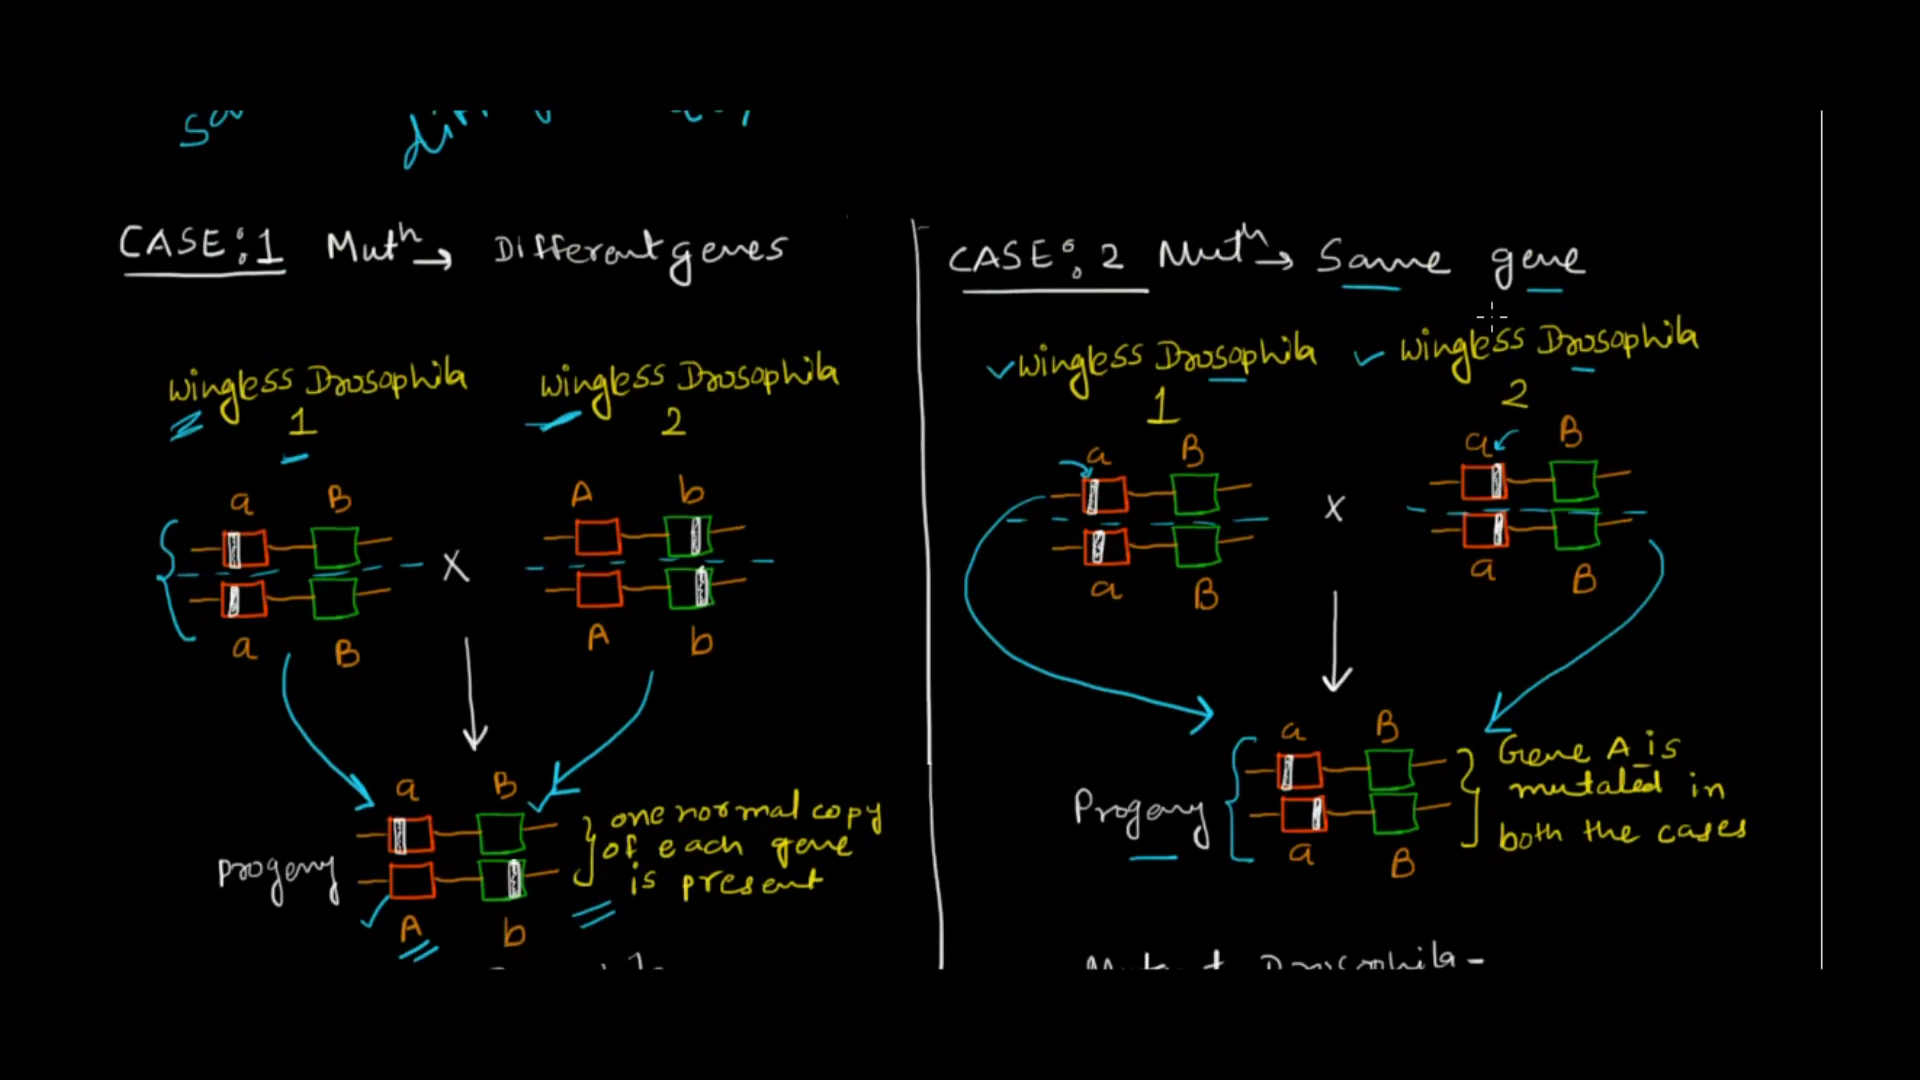 CASE:1 Mutⁿ → Different genes
wingless Drosophila
1
wingless Drosophila
2
a B
a B
X
A b
A b
a B
Progeny
A b
one normal copy
of each gene
is present
CASE: 2 Mutⁿ → Same gene
wingless Drosophila
1
wingless Drosophila
2
a B
a B
X
a B
a B
Progeny
a B
a B
Gene A is
mutated in
both the cases
Mutant Drosophila-